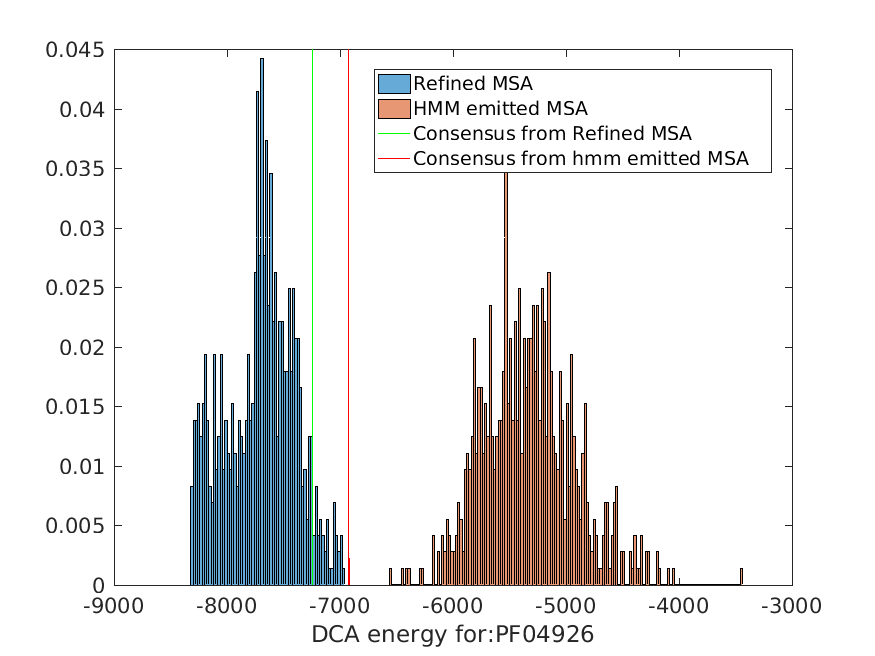 0.045
0.04
0.035
0.03
0.025
0.02
0.015
0.01
0.005
0
Refined MSA
HMM emitted MSA
Consensus from Refined MSA
Consensus from hmm emitted MSA
-9000 -8000 -7000 -6000 -5000 -4000 -3000
DCA energy for:PF04926